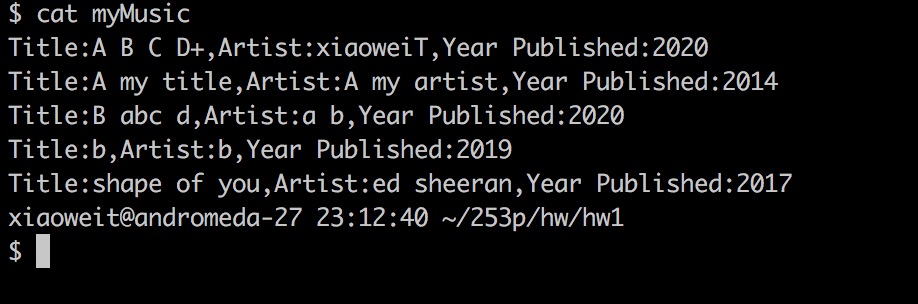 $ cat myMusic
Title:A B C D+,Artist:xiaoweiT,Year Published:2020
Title:A my title,Artist:A my artist,Year Published:2014
Title:B abc d,Artist:a b,Year Published:2020
Title:b,Artist:b,Year Published:2019
Title:shape of you,Artist:ed sheeran,Year Published:2017
xiaoweit@andromeda-27 23:12:40 ~/253p/hw/hw1
$